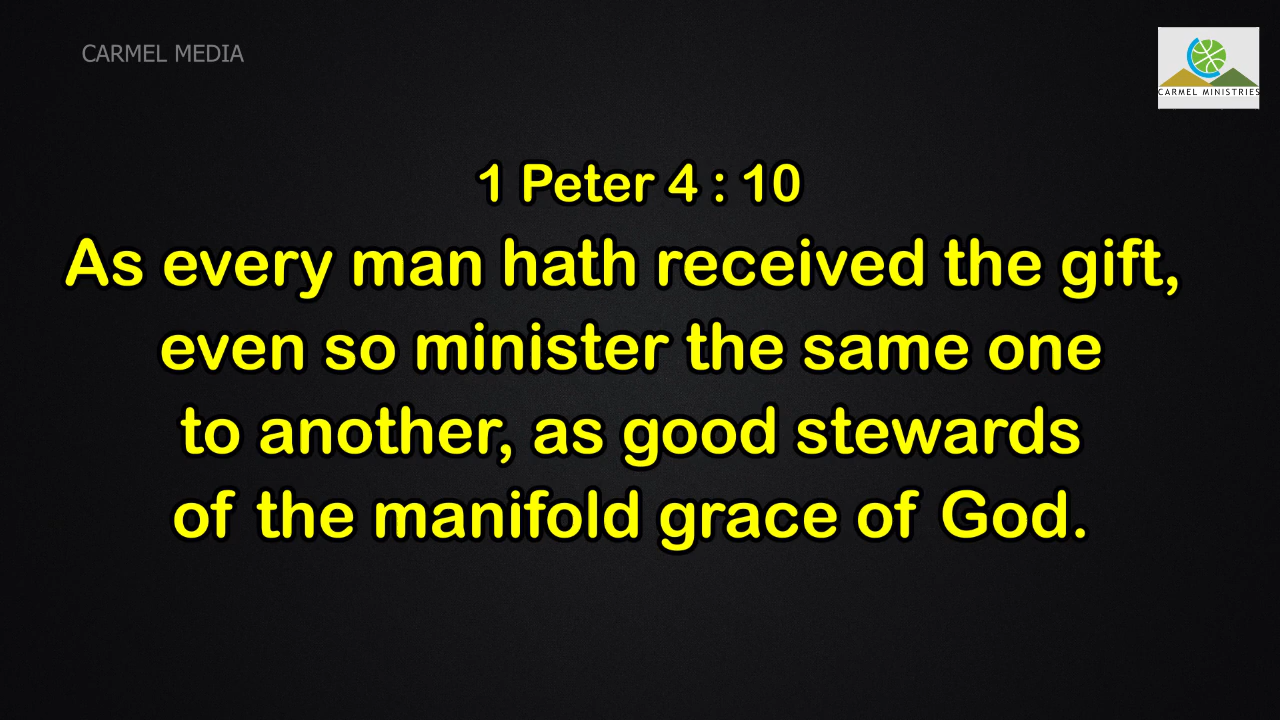 CARMEL MEDIA
CARMEL MINISTRIES
1 Peter 4 : 10
As every man hath received the gift,
even so minister the same one
to another, as good stewards
of the manifold grace of God.